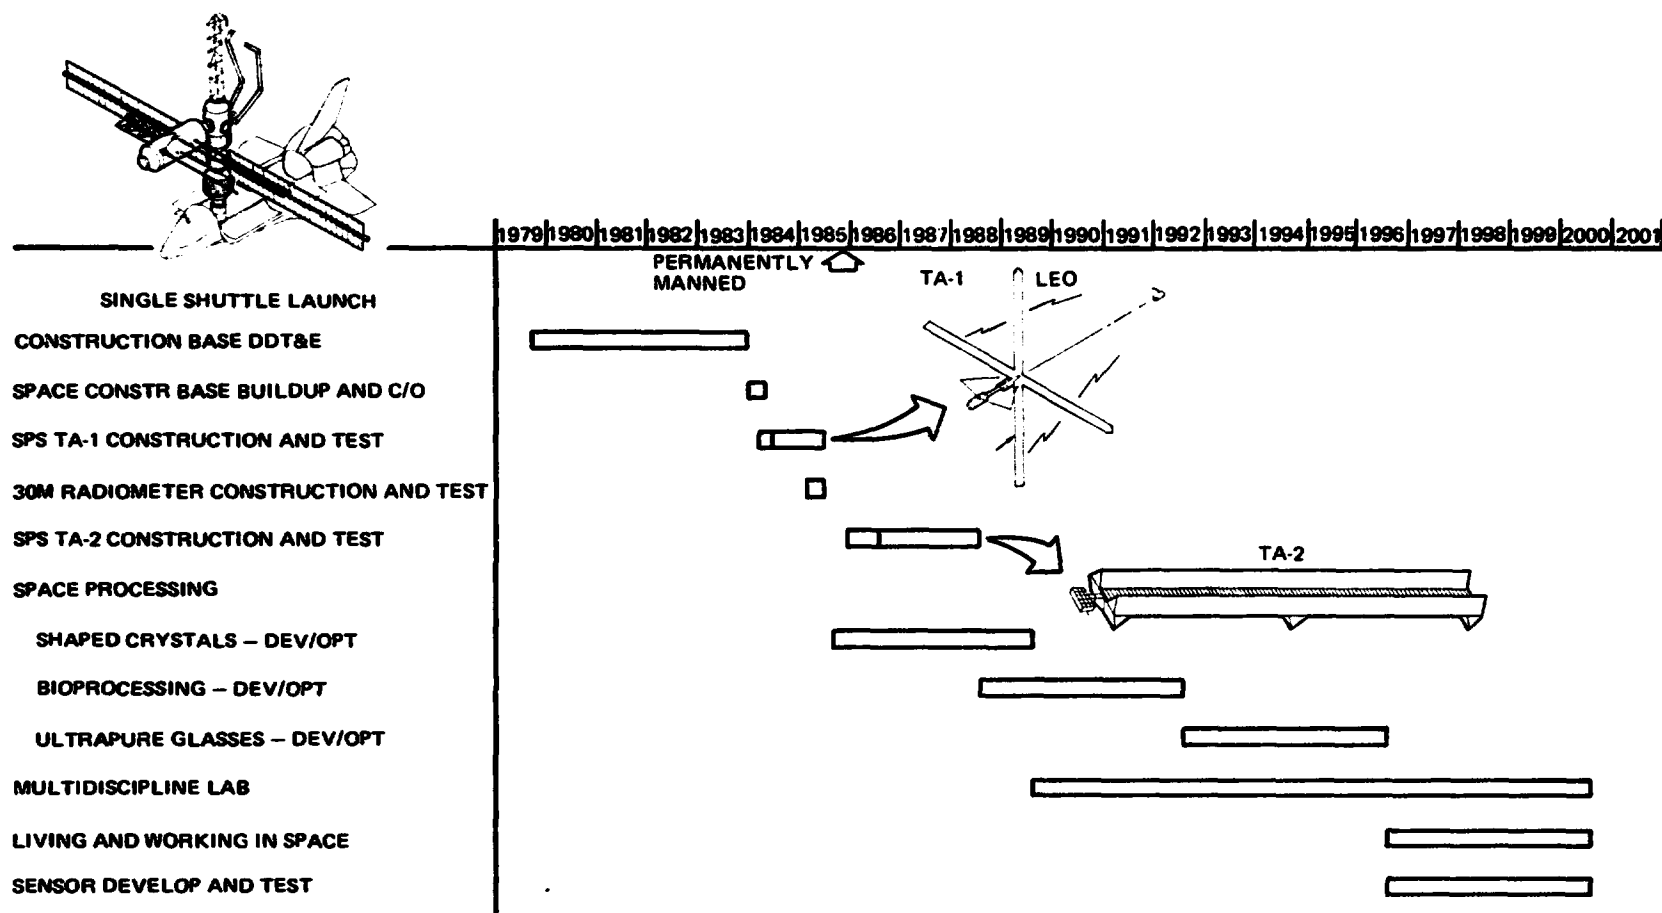 1979 1980 1981 1982 1983 1984 1985 1986 1987 1988 1989 1990 1991 1992 1993 1994 1995 1996 1997 1998 1999 2000 2001
PERMANENTLY
MANNED
TA-1 LEO
SINGLE SHUTTLE LAUNCH
CONSTRUCTION BASE DDT&E
SPACE CONSTR BASE BUILDUP AND C/O
SPS TA-1 CONSTRUCTION AND TEST
30M RADIOMETER CONSTRUCTION AND TEST
SPS TA-2 CONSTRUCTION AND TEST
TA-2
SPACE PROCESSING
SHAPED CRYSTALS – DEV/OPT
BIOPROCESSING – DEV/OPT
ULTRAPURE GLASSES – DEV/OPT
MULTIDISCIPLINE LAB
LIVING AND WORKING IN SPACE
SENSOR DEVELOP AND TEST